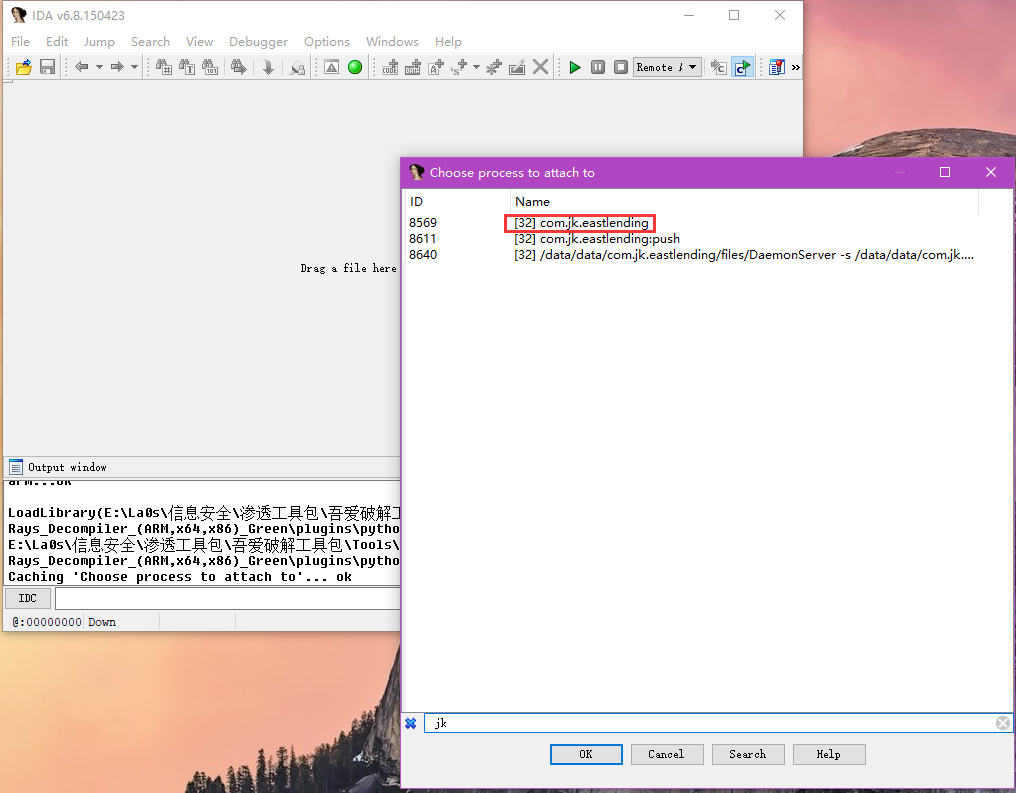 IDA v6.8.150423
File Edit Jump Search View Debugger Options Windows Help
Remote
Choose process to attach to
ID Name
8569 [32] com.jk.eastlending
8611 [32] com.jk.eastlending:push
8640 [32] /data/data/com.jk.eastlending/files/DaemonServer -s /data/data/com.jk....
Drag a file here
Output window
arm...ok
LoadLibrary(E:\La0s\信息安全\渗透工具包\吾爱破解工
Rays_Decompiler_(ARM,x64,x86)_Green\plugins\pytho
E:\La0s\信息安全\渗透工具包\吾爱破解工具包\Tools\
Rays_Decompiler_(ARM,x64,x86)_Green\plugins\pytho
Caching 'Choose process to attach to'... ok
IDC
@:00000000 Down
jk
OK Cancel Search Help